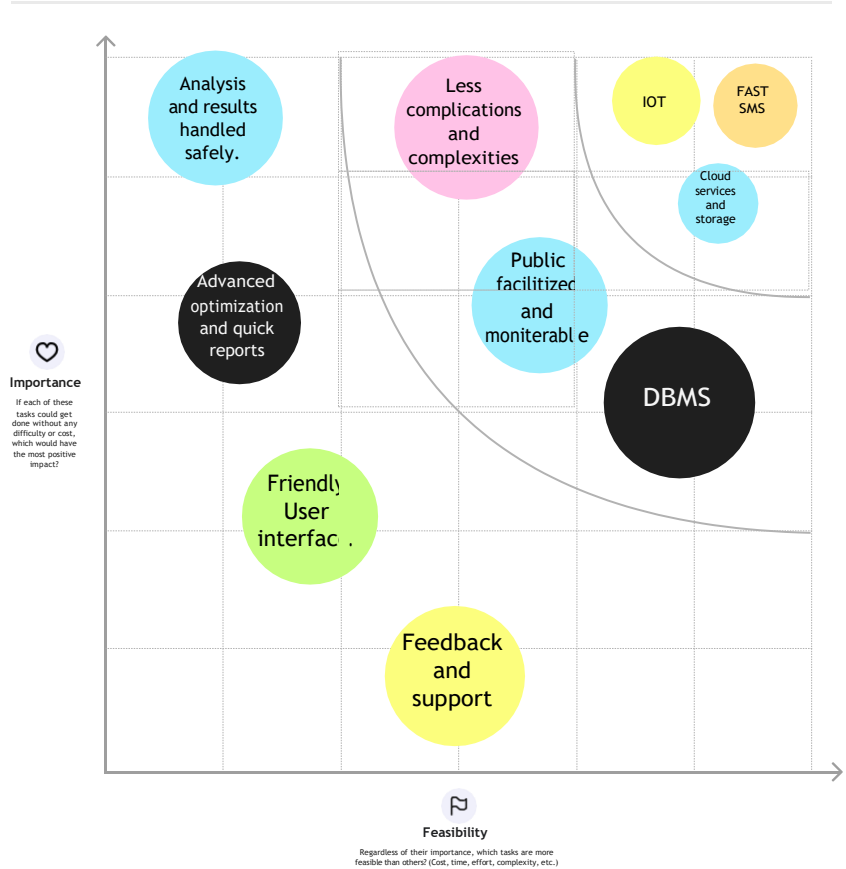 Analysis
and results
handled
safely.
Less
complications
and
complexities
IOT
FAST
SMS
Cloud
services
and
storage
Public
facilitized
and
moniterable
Advanced
optimization
and quick
reports
DBMS
Importance
If each of these
tasks could get
done without any
difficulty or cost,
which would have
the most positive
impact?
Friendly
User
interface.
Feedback
and
support
Feasibility
Regardless of their importance, which tasks are more
feasible than others? (Cost, time, effort, complexity, etc.)